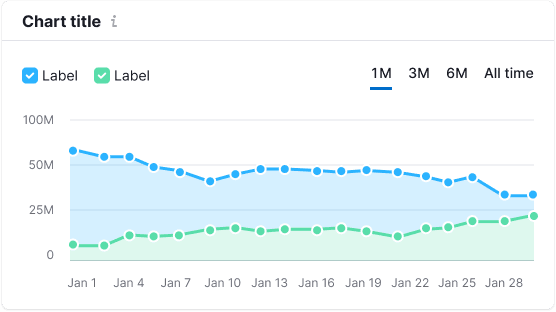 Chart title i
Label Label 1M 3M 6M All time
100M
50M
25M
0
Jan 1 Jan 4 Jan 7 Jan 10 Jan 13 Jan 16 Jan 19 Jan 22 Jan 25 Jan 28